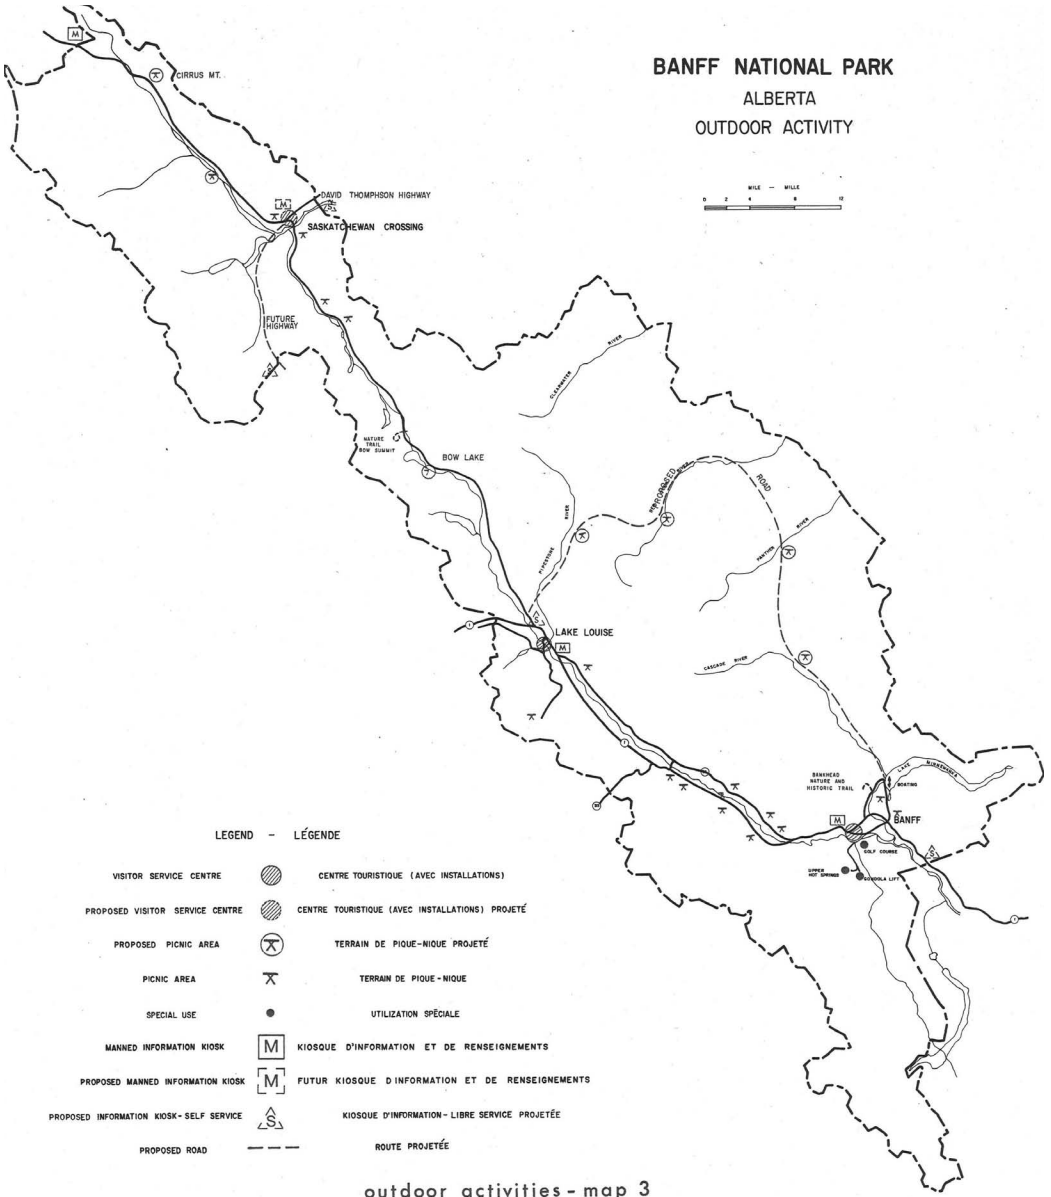 BANFF NATIONAL PARK
ALBERTA
OUTDOOR ACTIVITY
MILE — MILLE
0 2 4 8 12
M
CIRRUS MT.
M
DAVID THOMPHSON HIGHWAY
S
SASKATCHEWAN CROSSING
FUTURE
HIGHWAY
S
CLEARWATER RIVER
NATURE
TRAIL
BOW SUMMIT
BOW LAKE
RED RIVER
PROPOSED ROAD
PIPESTONE RIVER
PANTHER RIVER
S
1
LAKE LOUISE
M
CASCADE RIVER
1
LAKE MINNEWANKA
BANKHEAD
NATURE AND
HISTORIC TRAIL
BOATING
M
BANFF
GOLF COURSE
S
UPPER
HOT SPRINGS
GONDOLA LIFT
1
LEGEND – LÉGENDE
VISITOR SERVICE CENTRE CENTRE TOURISTIQUE (AVEC INSTALLATIONS)
PROPOSED VISITOR SERVICE CENTRE CENTRE TOURISTIQUE (AVEC INSTALLATIONS) PROJETÉ
PROPOSED PICNIC AREA TERRAIN DE PIQUE-NIQUE PROJETÉ
PICNIC AREA TERRAIN DE PIQUE-NIQUE
SPECIAL USE UTILIZATION SPÉCIALE
MANNED INFORMATION KIOSK M KIOSQUE D'INFORMATION ET DE RENSEIGNEMENTS
PROPOSED MANNED INFORMATION KIOSK M FUTUR KIOSQUE D'INFORMATION ET DE RENSEIGNEMENTS
PROPOSED INFORMATION KIOSK-SELF SERVICE S KIOSQUE D'INFORMATION-LIBRE SERVICE PROJETÉE
PROPOSED ROAD ROUTE PROJETÉE
outdoor activities – map 3